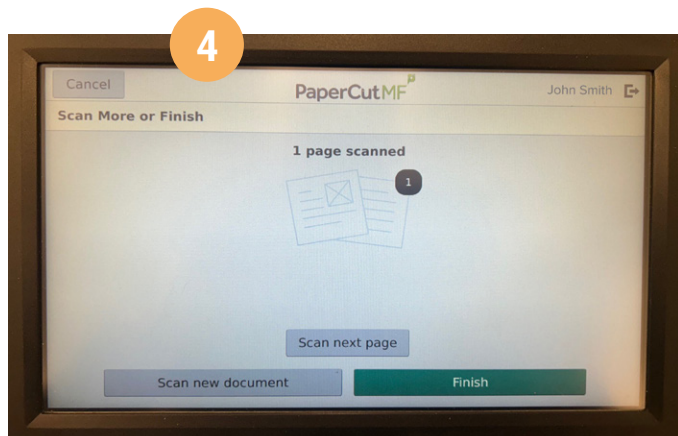 4
Cancel
PaperCutMF
John Smith
Scan More or Finish
1 page scanned
1
Scan next page
Scan new document
Finish